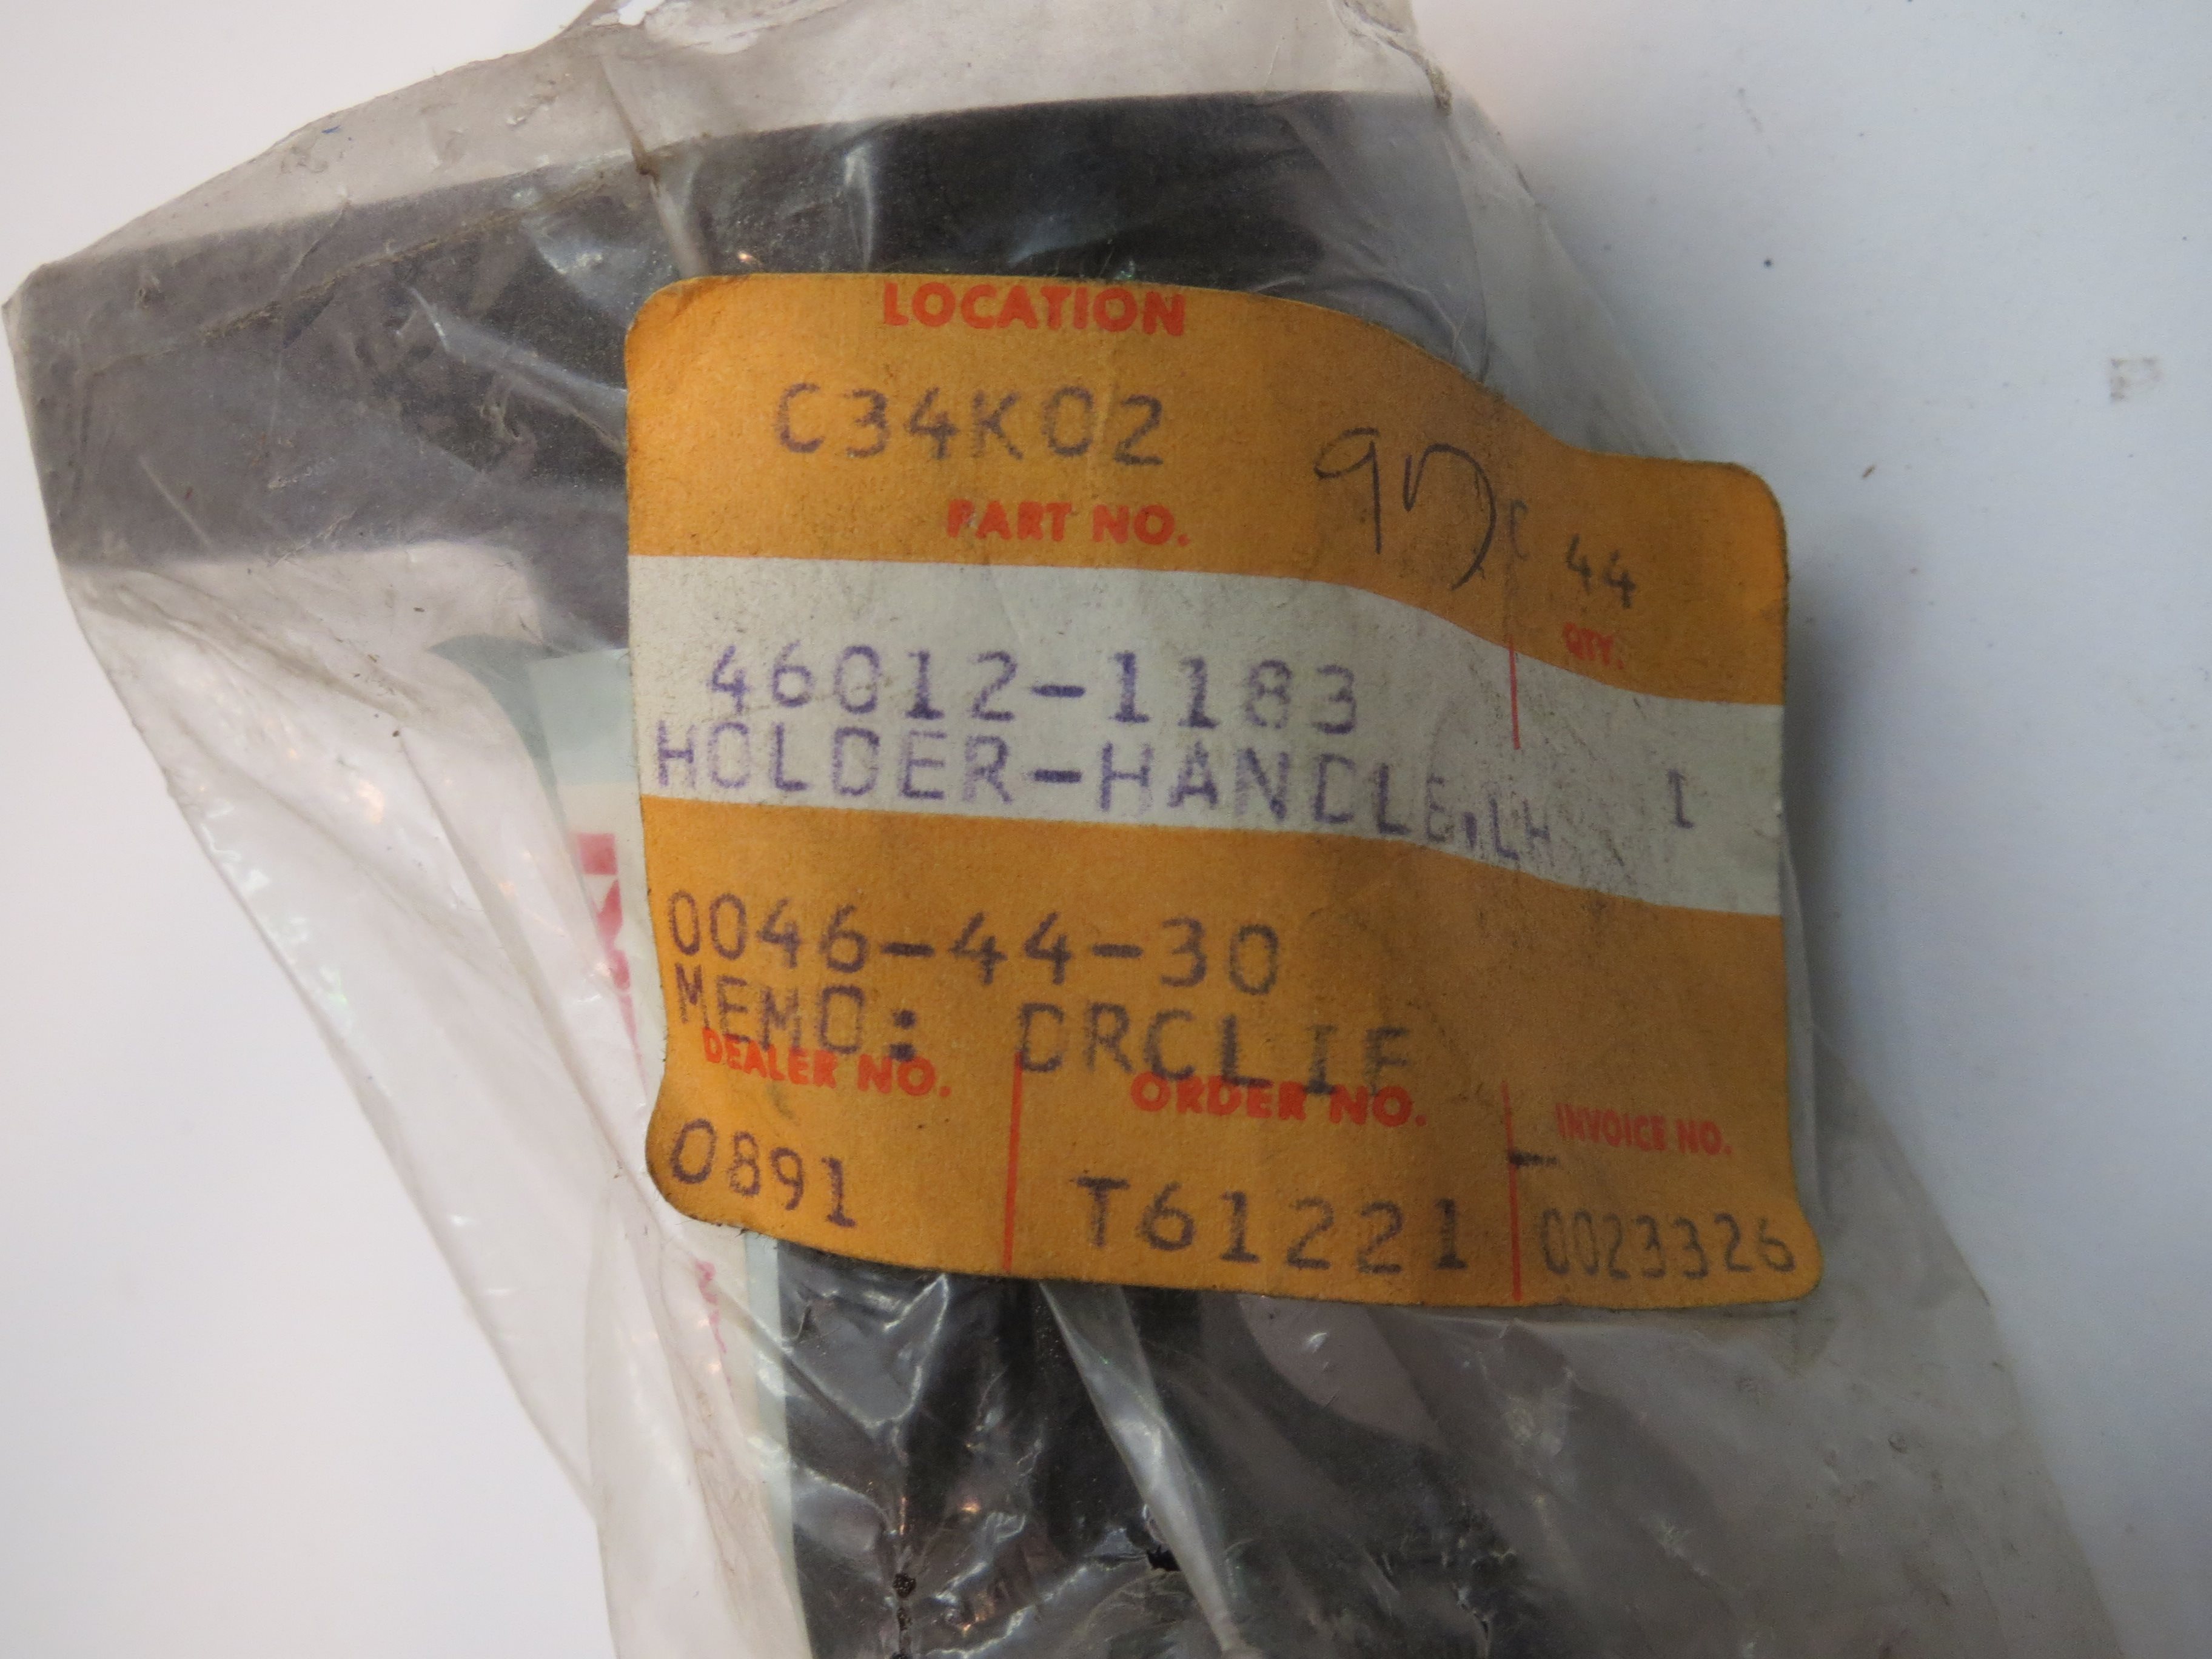 LOCATION
C34K02
PART NO.
44
QTY.
46012-1183
HOLDER-HANDLE,LH 1
0046-44-30
MEMO: DRCLIF
DEALER NO. ORDER NO. INVOICE NO.
0891 T61221 0023326